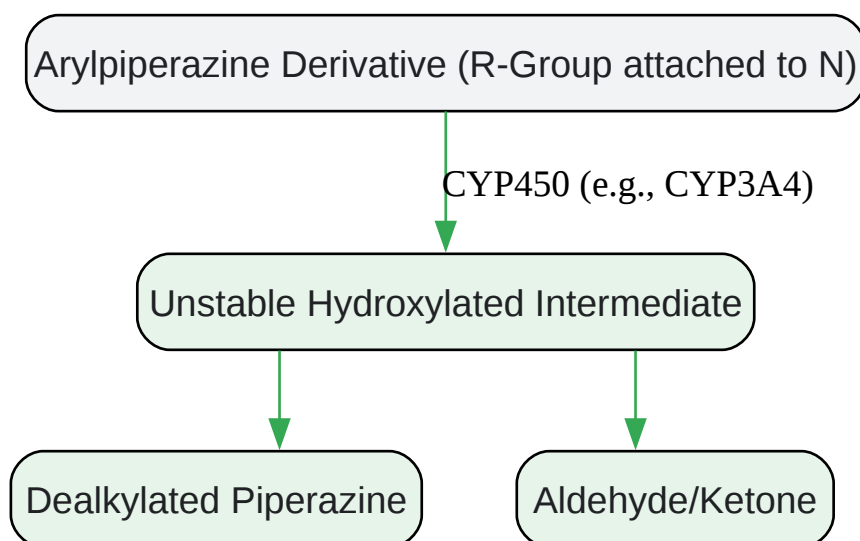 Arylpiperazine Derivative (R-Group attached to N)
CYP450 (e.g., CYP3A4)
Unstable Hydroxylated Intermediate
Dealkylated Piperazine
Aldehyde/Ketone